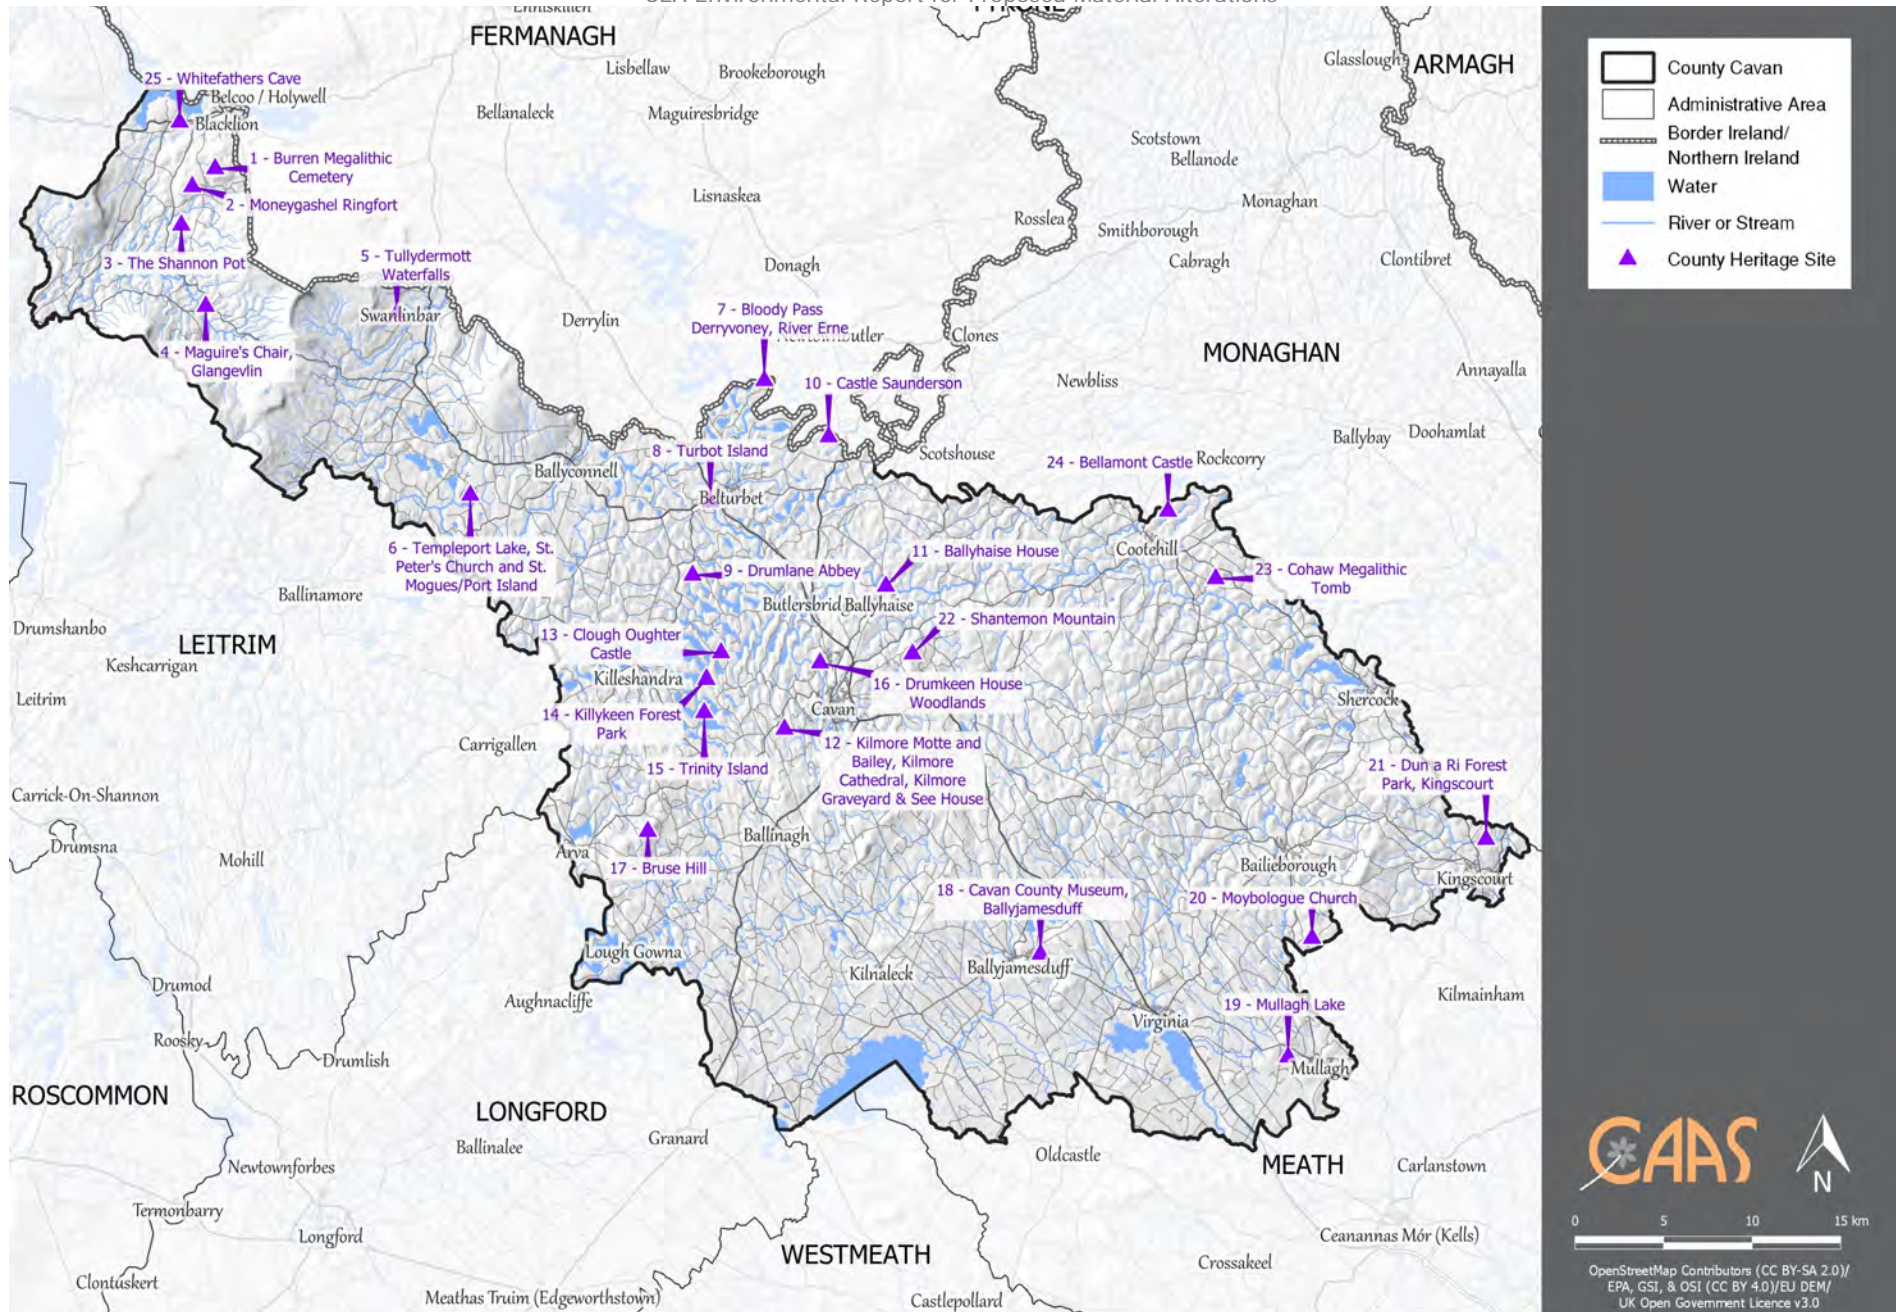 SEA Environmental Report for Proposed Material Alterations
Enniskillen
TYRONE
FERMANAGH
Lisbellaw
Brookeborough
Glasslough
ARMAGH
25 - Whitefathers Cave
Belcoo / Holywell
Bellanaleck
Maguiresbridge
Blacklion
Scotstown
Bellanode
1 - Burren Megalithic
Cemetery
2 - Moneygashel Ringfort
Lisnaskea
Monaghan
Rosslea
Smithborough
3 - The Shannon Pot
5 - Tullydermott
Waterfalls
Donagh
Cabragh
Clontibret
Swanlinbar
Derrylin
7 - Bloody Pass
Derryvoney, River Erne
Newtownbutler
Clones
4 - Maguire's Chair,
Glangevlin
MONAGHAN
Annayalla
10 - Castle Saunderson
Newbliss
Ballybay
Doohamlat
8 - Turbot Island
Scotshouse
24 - Bellamont Castle
Rockcorry
Ballyconnell
Belturbet
6 - Templeport Lake, St.
Peter's Church and St.
Mogues/Port Island
Cootehill
11 - Ballyhaise House
9 - Drumlane Abbey
23 - Cohaw Megalithic
Tomb
Ballinamore
Butlersbrid
Ballyhaise
Drumshanbo
LEITRIM
22 - Shantemon Mountain
13 - Clough Oughter
Castle
Keshcarrigan
Killeshandra
16 - Drumkeen House
Woodlands
Leitrim
Shercock
14 - Killykeen Forest
Park
Cavan
Carrigallen
12 - Kilmore Motte and
Bailey, Kilmore
Cathedral, Kilmore
Graveyard & See House
15 - Trinity Island
21 - Dun a Ri Forest
Park, Kingscourt
Carrick-On-Shannon
Drumsna
Mohill
Ballinagh
Arva
17 - Bruse Hill
Bailieborough
Kingscourt
18 - Cavan County Museum,
Ballyjamesduff
20 - Moybologue Church
Lough Gowna
Kilnaleck
Ballyjamesduff
Drumod
Aughnacliffe
Kilmainham
19 - Mullagh Lake
Virginia
Roosky
Drumlish
Mullagh
ROSCOMMON
LONGFORD
Granard
Ballinalee
Oldcastle
MEATH
Carlanstown
Newtownforbes
Termonbarry
Longford
WESTMEATH
Ceanannas Mór (Kells)
Crossakeel
Clontuskert
Meathas Truim (Edgeworthstown)
Castlepollard
County Cavan
Administrative Area
Border Ireland/
Northern Ireland
Water
River or Stream
County Heritage Site
CAAS
N
0 5 10 15 km
OpenStreetMap Contributors (CC BY-SA 2.0)/
EPA, GSI, & OSI (CC BY 4.0)/EU DEM/
UK Open Government Licence v3.0